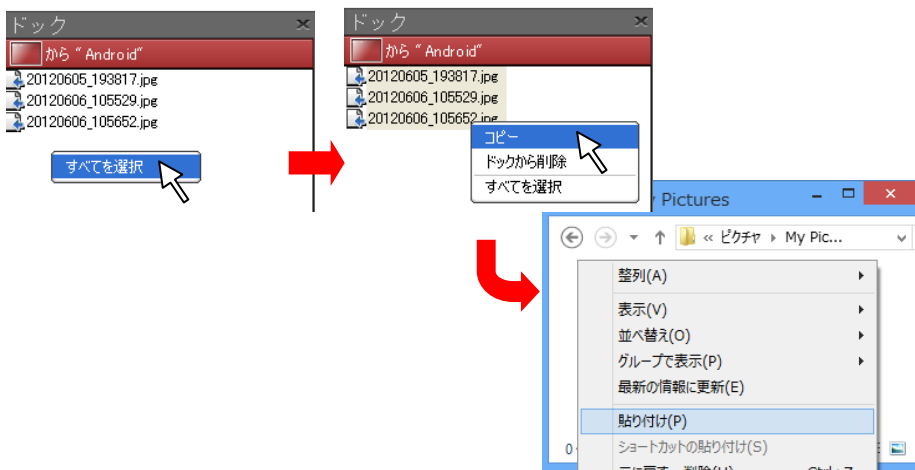 ドック
から “Android”
20120605_193817.jpg
20120606_105529.jpg
20120606_105652.jpg
すべてを選択
ドック
から “Android”
20120605_193817.jpg
20120606_105529.jpg
20120606_105652.jpg
コピー
ドックから削除
すべてを選択
Pictures
« ピクチャ My Pic...
整列(A)
表示(V)
並べ替え(O)
グループで表示(P)
最新の情報に更新(E)
貼り付け(P)
ショートカットの貼り付け(S)
0